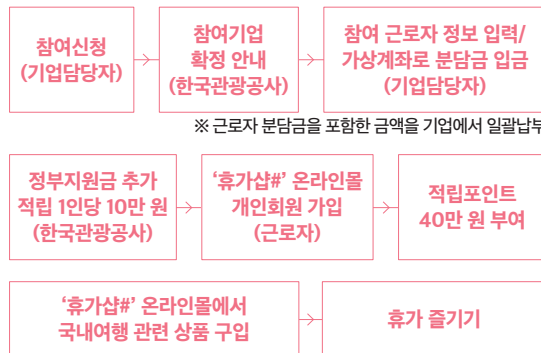 참여신청
(기업담당자)
참여기업
확정 안내
(한국관광공사)
참여 근로자 정보 입력/
가상계좌로 분담금 입금
(기업담당자)
※ 근로자 분담금을 포함한 금액을 기업에서 일괄납부
정부지원금 추가
적립 1인당 10만 원
(한국관광공사)
‘휴가샵#’ 온라인몰
개인회원 가입
(근로자)
적립포인트
40만 원 부여
‘휴가샵#’ 온라인몰에서
국내여행 관련 상품 구입
휴가 즐기기